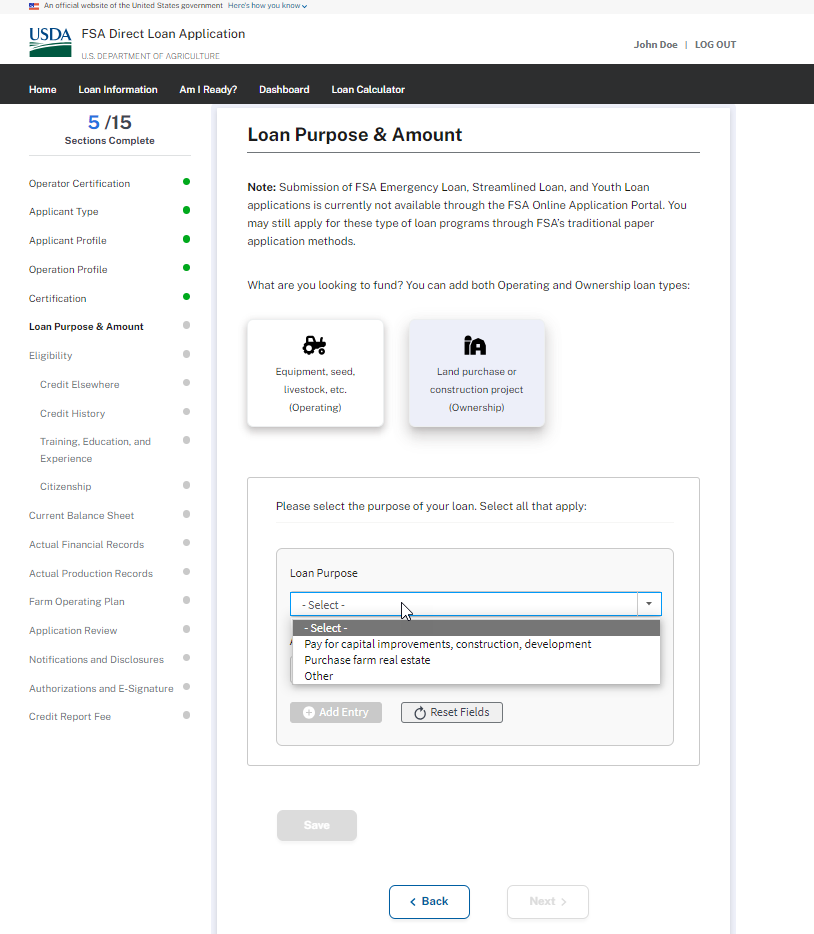 An official website of the United States government Here's how you know
USDA
FSA Direct Loan Application
U.S. DEPARTMENT OF AGRICULTURE
John Doe | LOG OUT
Home Loan Information Am I Ready? Dashboard Loan Calculator
5 /15
Sections Complete
Operator Certification
Applicant Type
Applicant Profile
Operation Profile
Certification
Loan Purpose & Amount
Eligibility
Credit Elsewhere
Credit History
Training, Education, and
Experience
Citizenship
Current Balance Sheet
Actual Financial Records
Actual Production Records
Farm Operating Plan
Application Review
Notifications and Disclosures
Authorizations and E-Signature
Credit Report Fee
Loan Purpose & Amount
Note: Submission of FSA Emergency Loan, Streamlined Loan, and Youth Loan
applications is currently not available through the FSA Online Application Portal. You
may still apply for these type of loan programs through FSA's traditional paper
application methods.
What are you looking to fund? You can add both Operating and Ownership loan types:
Equipment, seed,
livestock, etc.
(Operating)
Land purchase or
construction project
(Ownership)
Please select the purpose of your loan. Select all that apply:
Loan Purpose
- Select -
- Select -
Pay for capital improvements, construction, development
Purchase farm real estate
Other
Add Entry
Reset Fields
Save
Back
Next